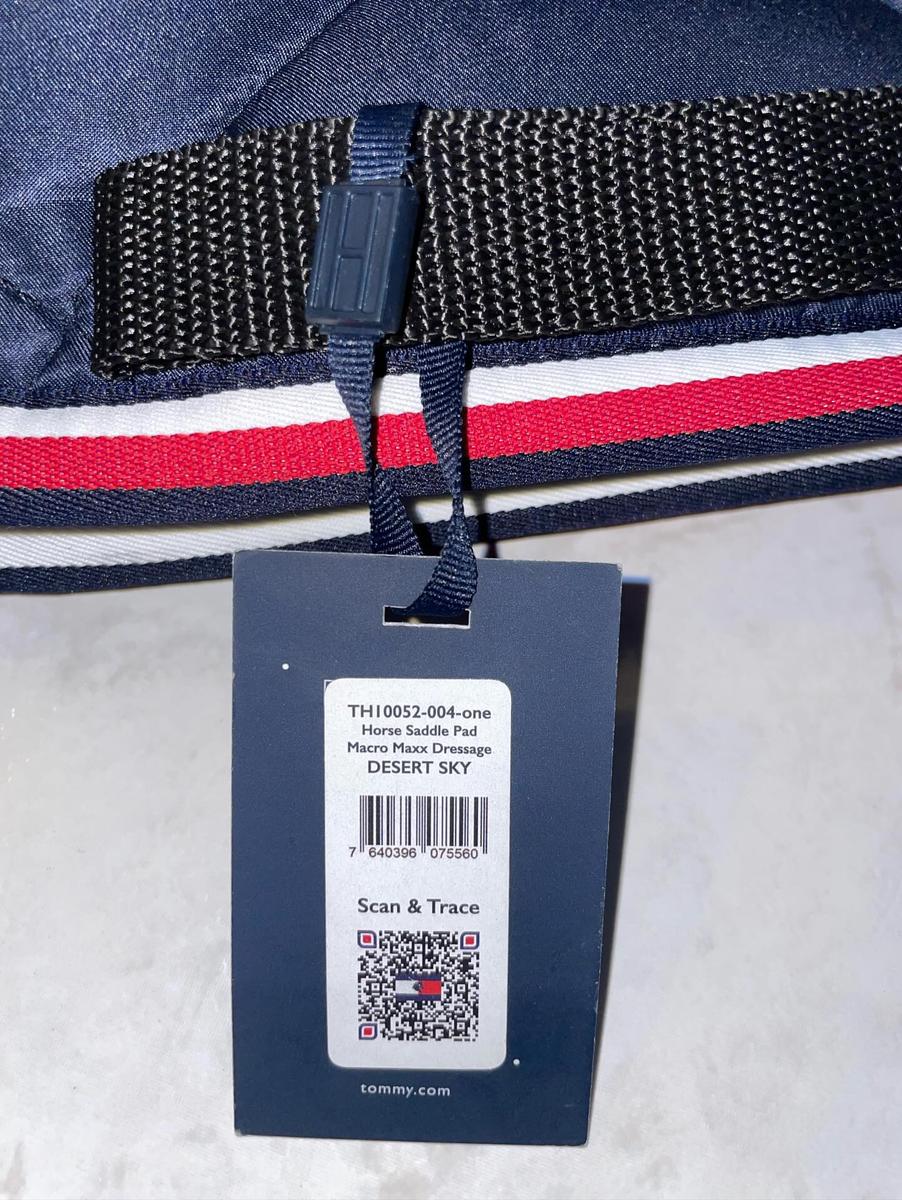 TH10052-004-one
Horse Saddle Pad
Macro Maxx Dressage
DESERT SKY
7 640396 075560
Scan & Trace
tommy.com